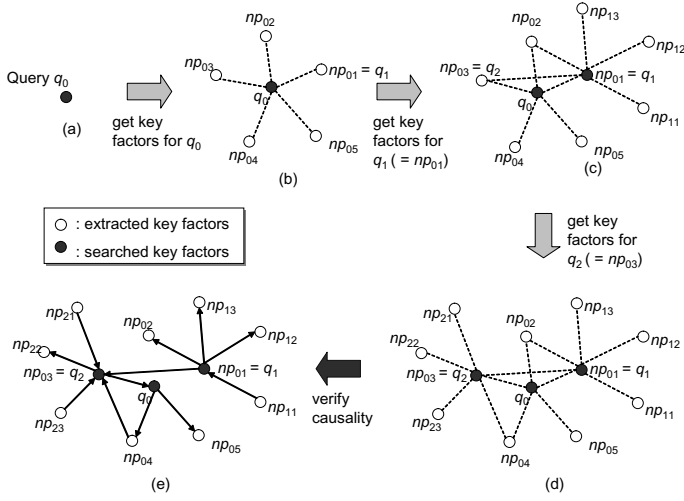 Query q0
(a)
get key
factors for q0
np02
np03
np01 = q1
q0
np04
np05
(b)
get key
factors for
q1 ( = np01)
np13
np02
np12
np03 = q2
np01 = q1
q0
np11
np04
np05
(c)
: extracted key factors
: searched key factors
get key
factors for
q2 ( = np03)
np21
np13
np02
np12
np22
np03 = q2
np01 = q1
q0
np11
np23
np04
np05
(e)
verify
causality
np21
np13
np02
np12
np22
np03 = q2
np01 = q1
q0
np11
np23
np04
np05
(d)